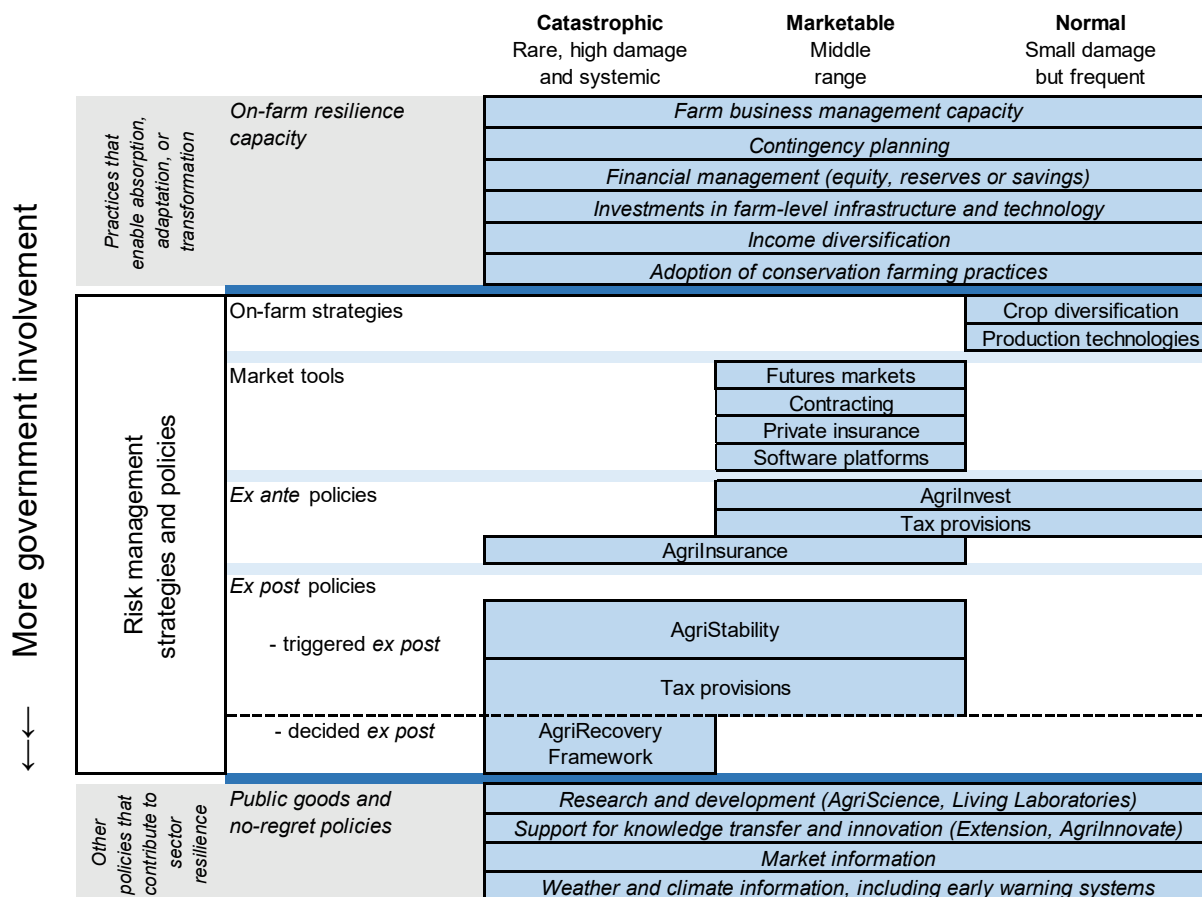 Catastrophic
Rare, high damage
and systemic
Marketable
Middle
range
Normal
Small damage
but frequent
More government involvement
↓↓
Practices that
enable absorption,
adaptation, or
transformation
On-farm resilience
capacity
Farm business management capacity
Contingency planning
Financial management (equity, reserves or savings)
Investments in farm-level infrastructure and technology
Income diversification
Adoption of conservation farming practices
Risk management
strategies and policies
On-farm strategies
Crop diversification
Production technologies
Market tools
Futures markets
Contracting
Private insurance
Software platforms
Ex ante policies
AgriInvest
Tax provisions
AgriInsurance
Ex post policies
- triggered ex post
AgriStability
Tax provisions
- decided ex post
AgriRecovery
Framework
Other
policies that
contribute to
sector
resilience
Public goods and
no-regret policies
Research and development (AgriScience, Living Laboratories)
Support for knowledge transfer and innovation (Extension, AgriInnovate)
Market information
Weather and climate information, including early warning systems